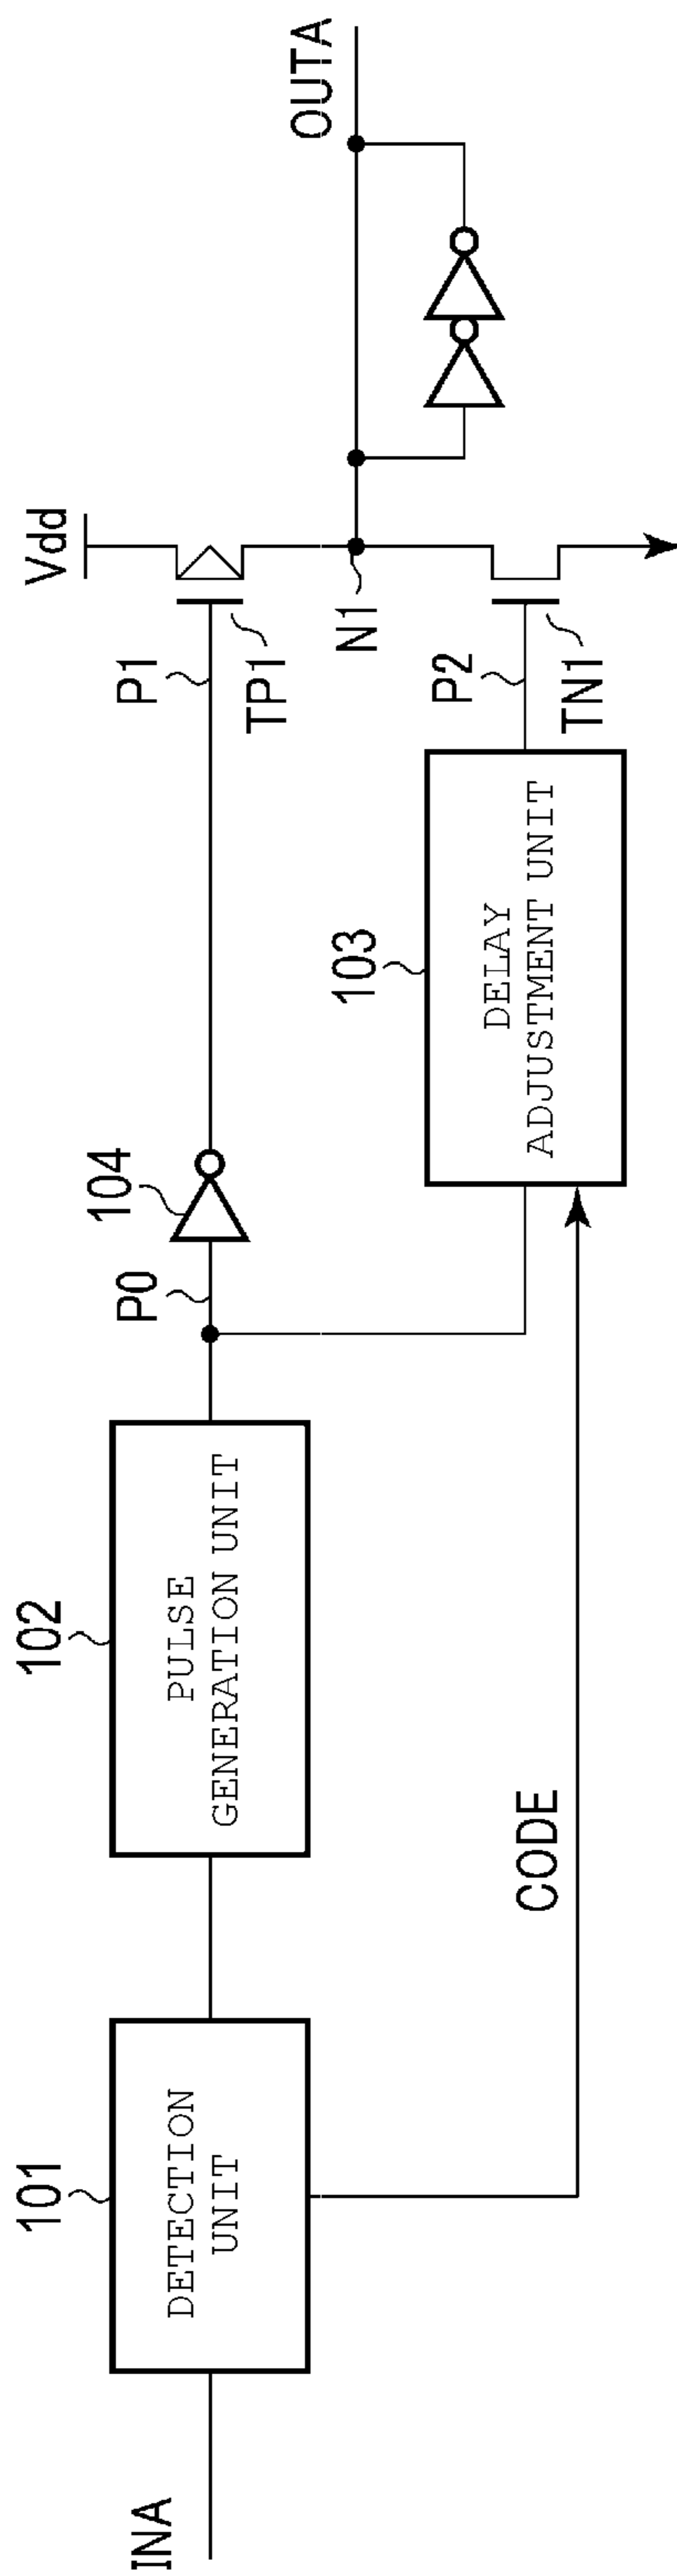 INA
101
DETECTION
UNIT
102
PULSE
GENERATION UNIT
CODE
P0
104
103
DELAY
ADJUSTMENT UNIT
P1
TP1
Vdd
N1
P2
TN1
OUTA